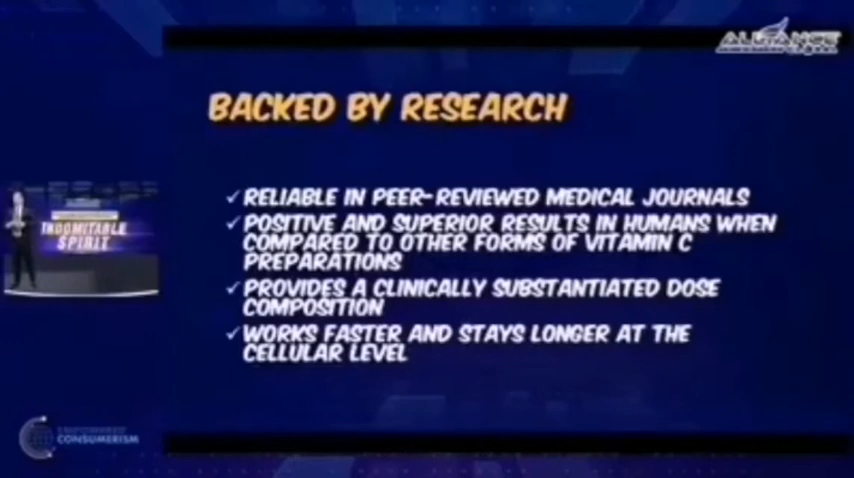 ALLIANCE
BACKED BY RESEARCH
✓ RELIABLE IN PEER-REVIEWED MEDICAL JOURNALS
✓ POSITIVE AND SUPERIOR RESULTS IN HUMANS WHEN
COMPARED TO OTHER FORMS OF VITAMIN C
PREPARATIONS
✓ PROVIDES A CLINICALLY SUBSTANTIATED DOSE
COMPOSITION
✓ WORKS FASTER AND STAYS LONGER AT THE
CELLULAR LEVEL
INDOMITABLE
SPIRIT
EMPOWERED
CONSUMERISM